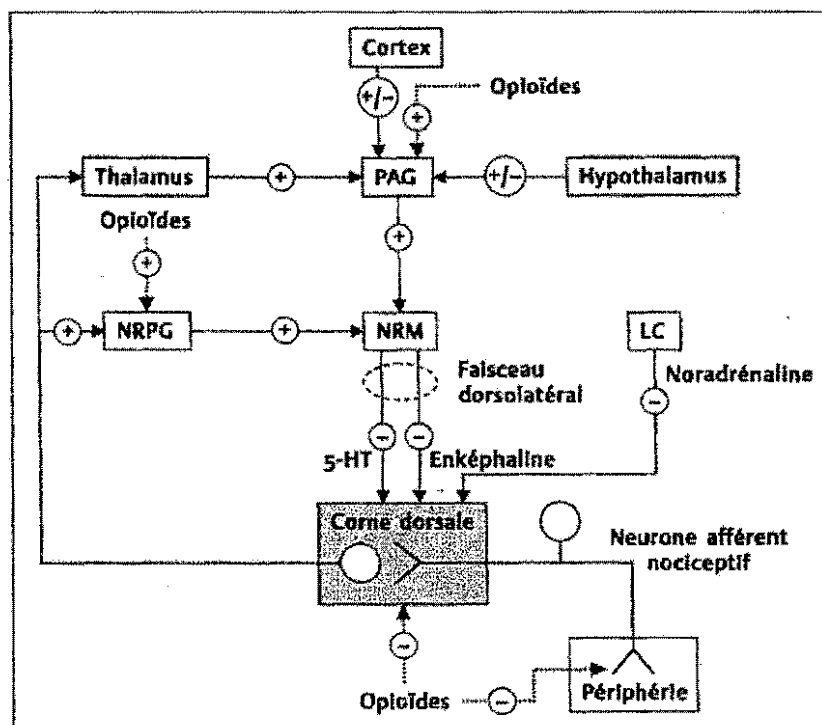 Cortex
+/−
Opioïdes
+
Thalamus
+
PAG
+/−
Hypothalamus
Opioïdes
+
+
+
NRPG
+
NRM
LC
Faisceau
dorsolatéral
Noradrénaline
−
−
−
5-HT
Enképhaline
Corne dorsale
Neurone afférent
nociceptif
−
Opioïdes
−
Périphérie